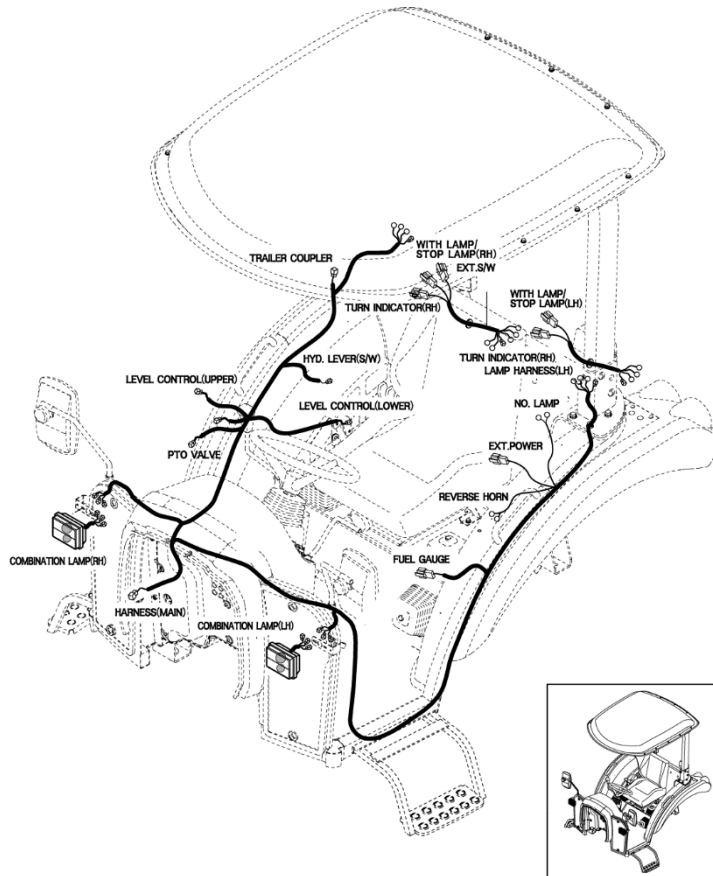 WITH LAMP/
STOP LAMP(RH)
TRAILER COUPLER
EXT.S/W
WITH LAMP/
STOP LAMP(LH)
TURN INDICATOR(RH)
HYD. LEVER(S/W)
TURN INDICATOR(RH)
LAMP HARNESS(LH)
LEVEL CONTROL(UPPER)
LEVEL CONTROL(LOWER)
NO. LAMP
PTO VALVE
EXT.POWER
REVERSE HORN
COMBINATION LAMP(RH)
FUEL GAUGE
HARNESS(MAIN)
COMBINATION LAMP(LH)